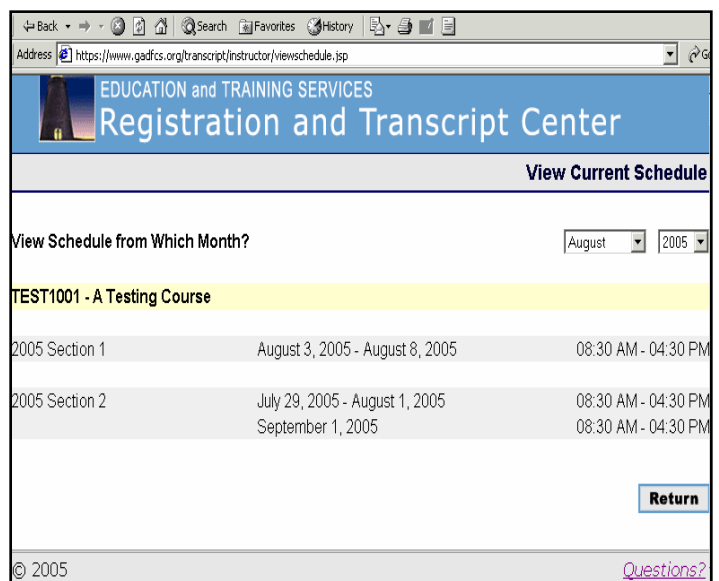 Back Search Favorites History
Address https://www.gadfcs.org/transcript/instructor/viewschedule.jsp
EDUCATION and TRAINING SERVICES
Registration and Transcript Center
View Current Schedule
View Schedule from Which Month? August 2005
TEST1001 - A Testing Course
2005 Section 1 August 3, 2005 - August 8, 2005 08:30 AM - 04:30 PM
2005 Section 2 July 29, 2005 - August 1, 2005 08:30 AM - 04:30 PM
September 1, 2005 08:30 AM - 04:30 PM
Return
© 2005 Questions?